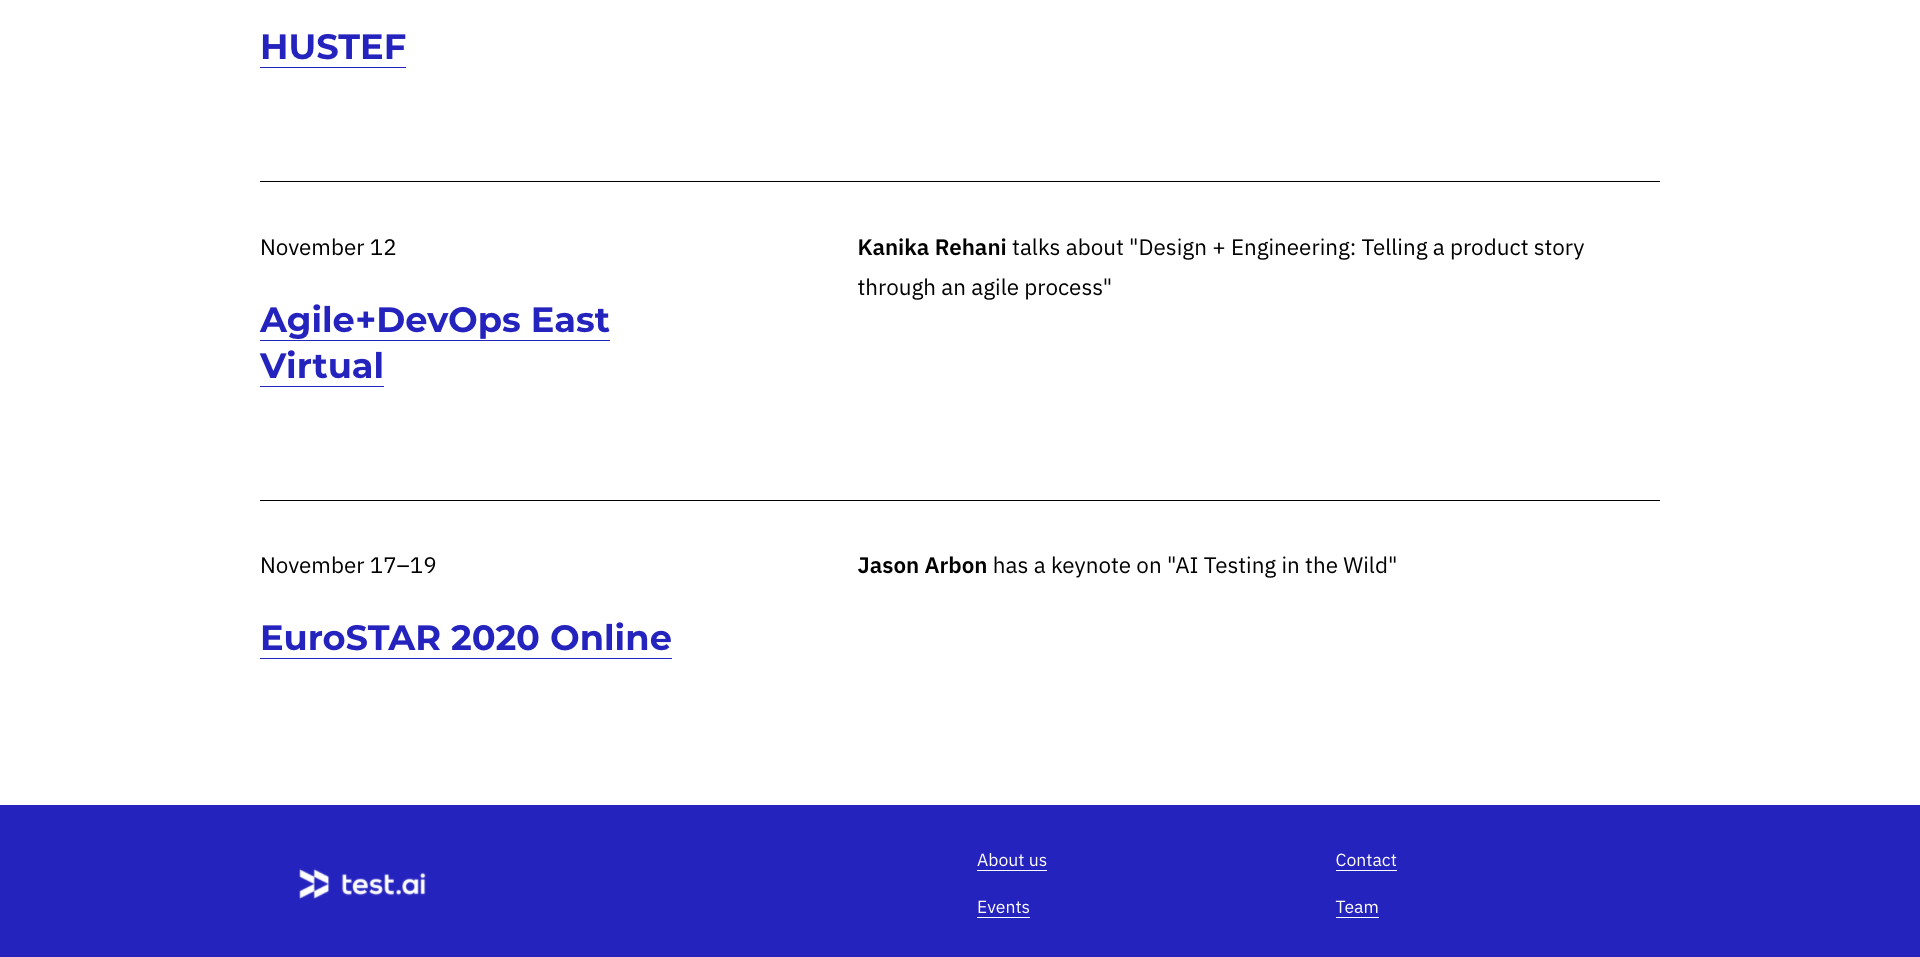 HUSTEF
November 12
Agile+DevOps East
Virtual
Kanika Rehani talks about "Design + Engineering: Telling a product story
through an agile process"
November 17–19
EuroSTAR 2020 Online
Jason Arbon has a keynote on "AI Testing in the Wild"
test.ai
About us
Events
Contact
Team